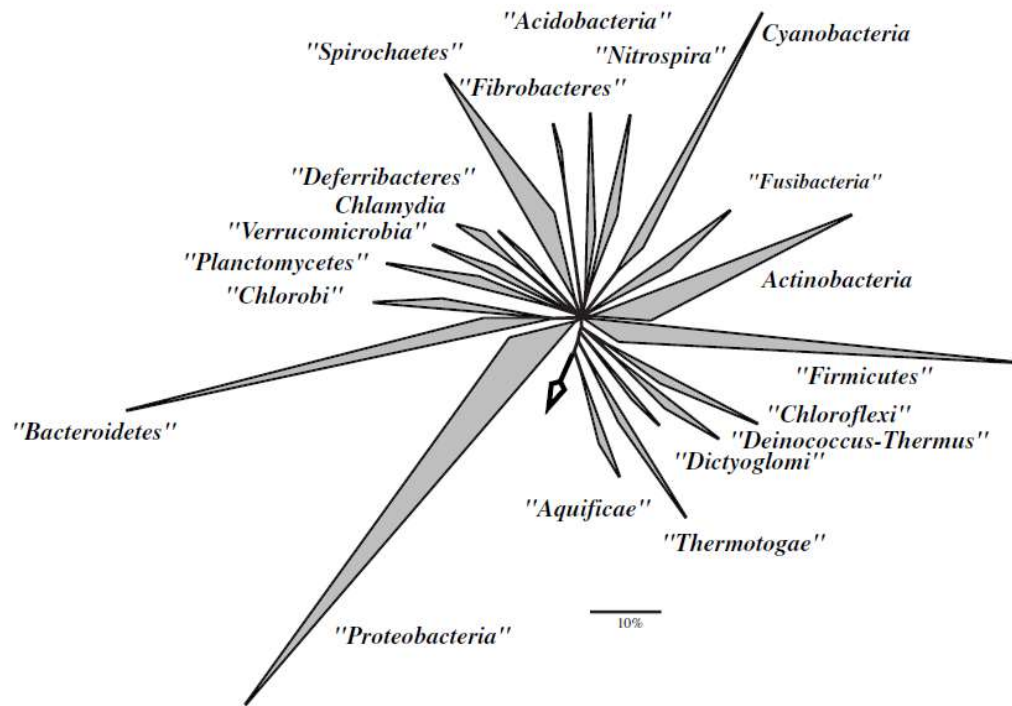 "Acidobacteria"
Cyanobacteria
"Spirochaetes"
"Nitrospira"
"Fibrobacteres"
"Deferribacteres"
"Fusibacteria"
Chlamydia
"Verrucomicrobia"
"Planctomycetes"
Actinobacteria
"Chlorobi"
"Firmicutes"
"Chloroflexi"
"Bacteroidetes"
"Deinococcus-Thermus"
"Dictyoglomi"
"Aquificae"
"Thermotogae"
10%
"Proteobacteria"